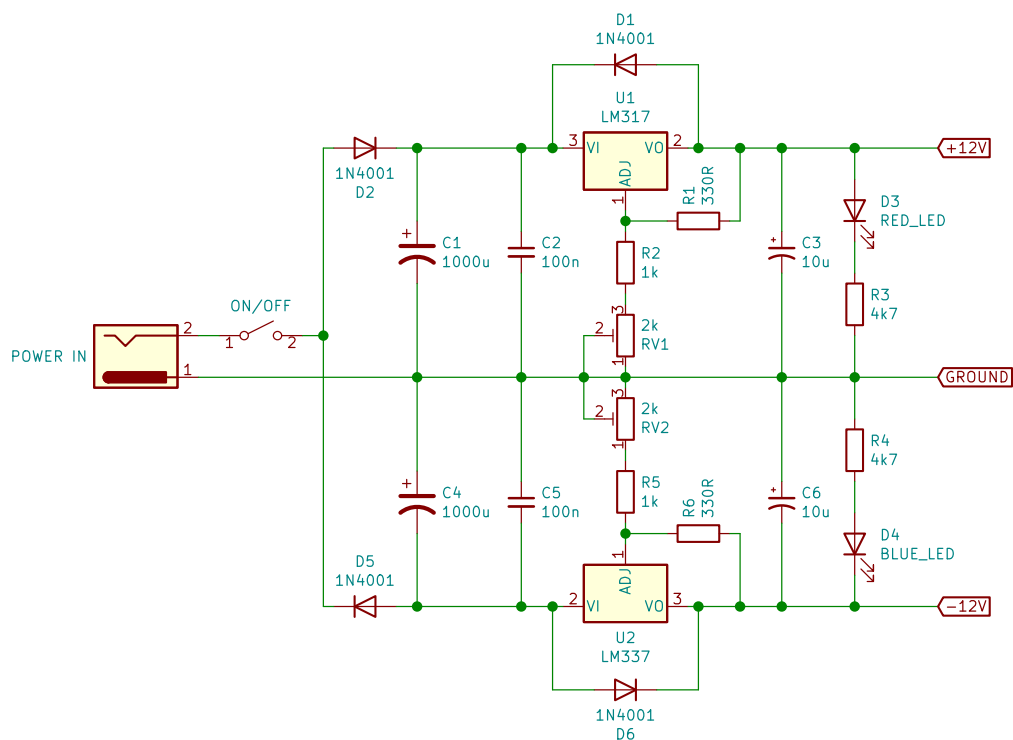 D1
1N4001
U1
LM317
3 VI VO 2
ADJ
1
+12V
1N4001
D2
R1
330R
D3
RED_LED
+
C1
1000u
C2
100n
R2
1k
+
C3
10u
ON/OFF
1 2
R3
4k7
POWER IN
2
1
3
2
1
2k
RV1
GROUND
3
2
1
2k
RV2
R4
4k7
+
C4
1000u
C5
100n
R5
1k
R6
330R
+
C6
10u
D4
BLUE_LED
D5
1N4001
1
ADJ
2 VI VO 3
-12V
U2
LM337
1N4001
D6